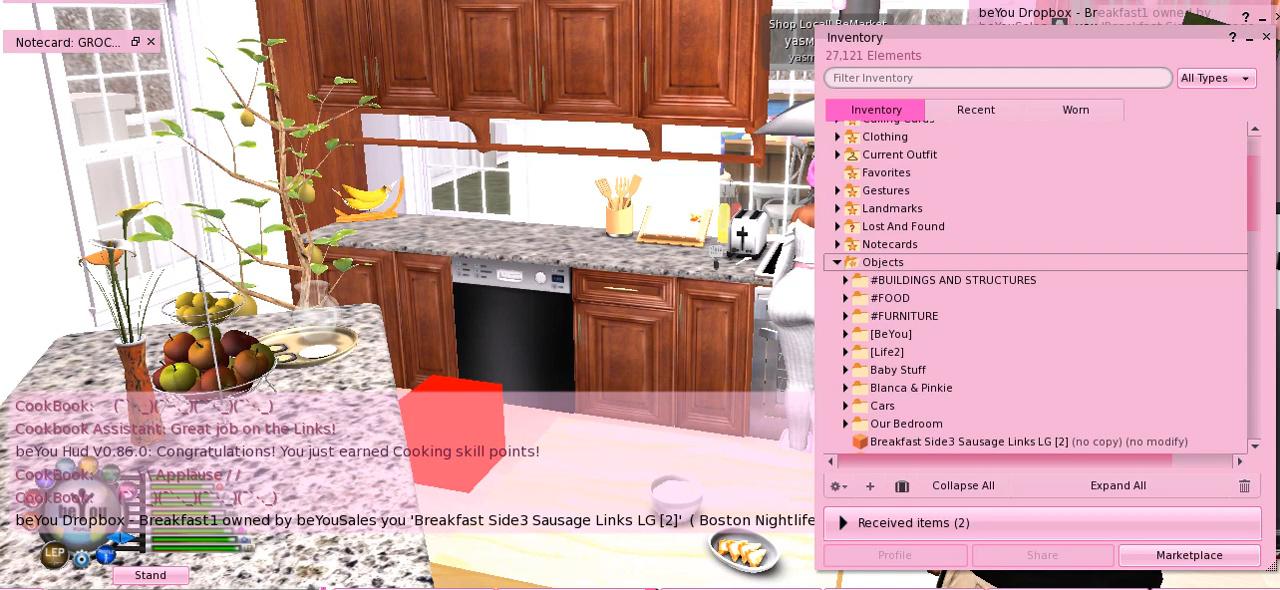 beYou Dropbox - Breakfast1 owned by
Shop Local! BeMarket
Notecard: GROC...
Inventory
27,121 Elements
Filter Inventory
All Types
Inventory
Recent
Worn
Calling Cards
Clothing
Current Outfit
Favorites
Gestures
Landmarks
Lost And Found
Notecards
Objects
#BUILDINGS AND STRUCTURES
#FOOD
#FURNITURE
[BeYou]
[Life2]
Baby Stuff
Blanca & Pinkie
Cars
Our Bedroom
Breakfast Side3 Sausage Links LG [2] (no copy) (no modify)
Collapse All
Expand All
Received items (2)
Profile
Share
Marketplace
CookBook:
Cookbook Assistant: Great job on the Links!
beYou Hud V0.86.0: Congratulations! You just earned Cooking skill points!
CookBook: \ \ Applause / /
CookBook:
beYou Dropbox - Breakfast1 owned by beYouSales you 'Breakfast Side3 Sausage Links LG [2]' ( Boston Nightlife
beYou
LEP
Stand